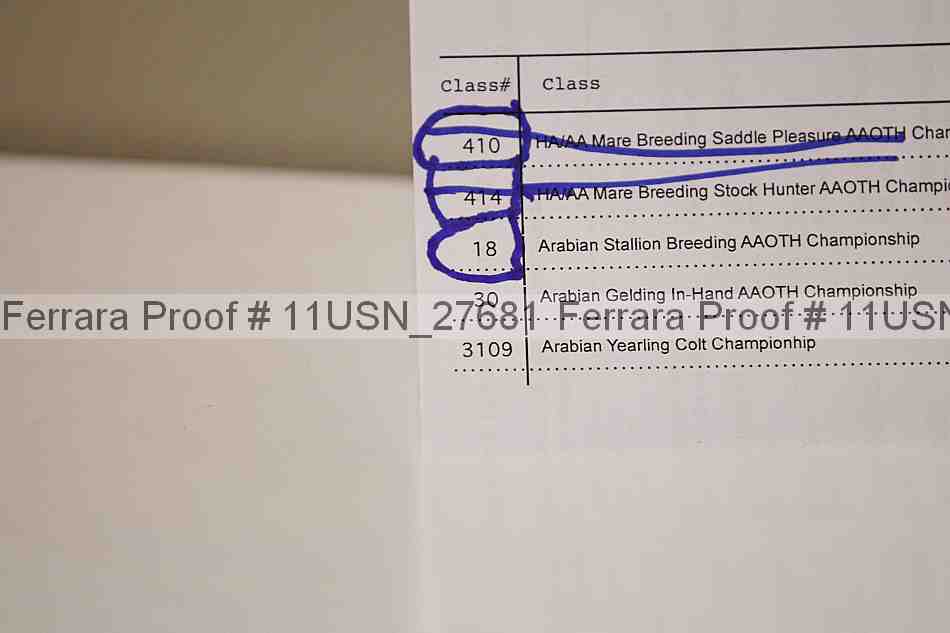 Class# Class
410 HA/AA Mare Breeding Saddle Pleasure AAOTH
414 HA/AA Mare Breeding Stock Hunter AAOTH
18 Arabian Stallion Breeding AAOTH Championship
30 Arabian Gelding In-Hand AAOTH Championship
Ferrara Proof # 11USN_27681 Ferrara Proof # 11USN
3109 Arabian Yearling Colt Championhip